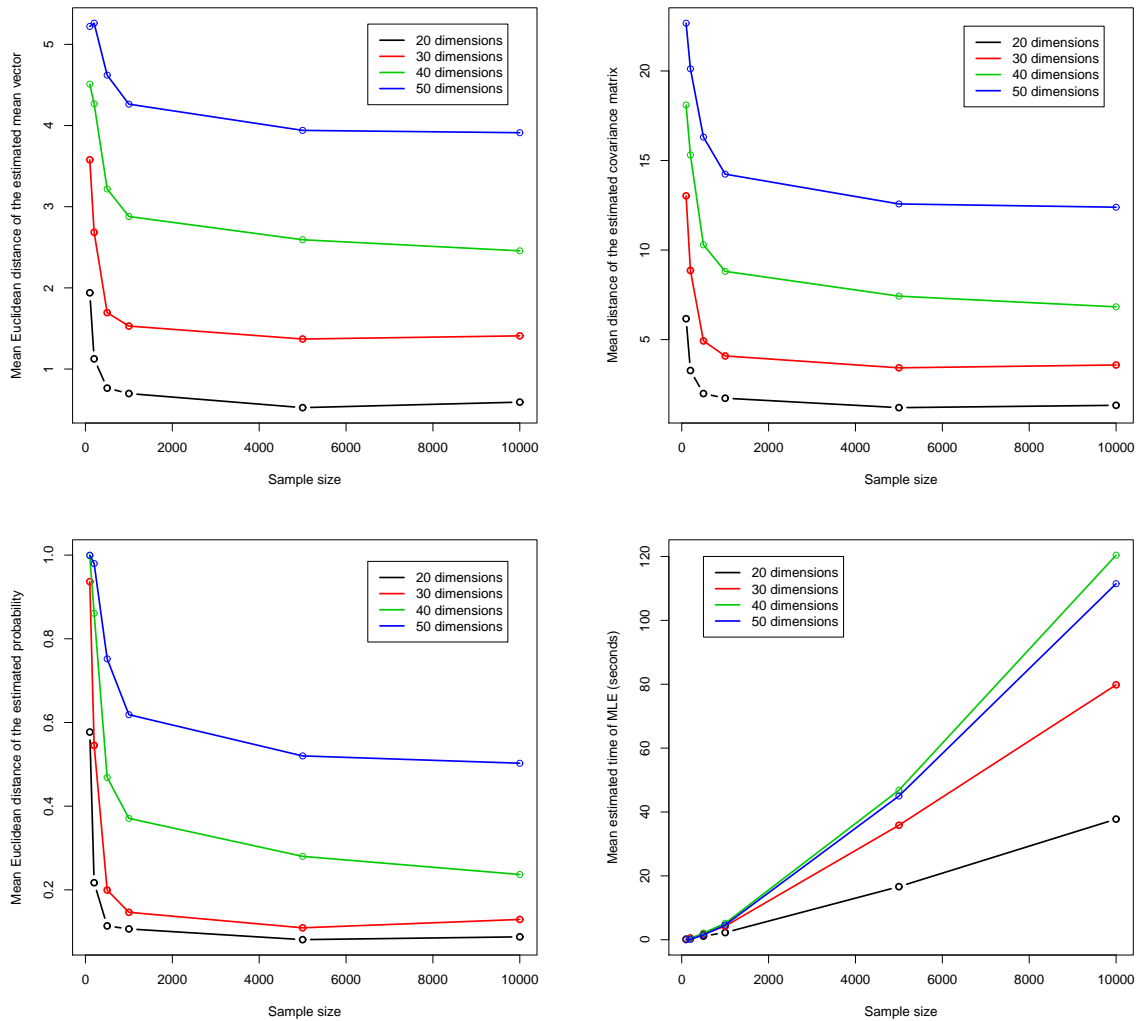 Mean Euclidean distance of the estimated mean vector
5
4
3
2
1
20 dimensions
30 dimensions
40 dimensions
50 dimensions
0 2000 4000 6000 8000 10000
Sample size
Mean distance of the estimated covariance matrix
20
15
10
5
20 dimensions
30 dimensions
40 dimensions
50 dimensions
0 2000 4000 6000 8000 10000
Sample size
Mean Euclidean distance of the estimated probability
1.0
0.8
0.6
0.4
0.2
20 dimensions
30 dimensions
40 dimensions
50 dimensions
0 2000 4000 6000 8000 10000
Sample size
Mean estimated time of MLE (seconds)
120
100
80
60
40
20
0
20 dimensions
30 dimensions
40 dimensions
50 dimensions
0 2000 4000 6000 8000 10000
Sample size